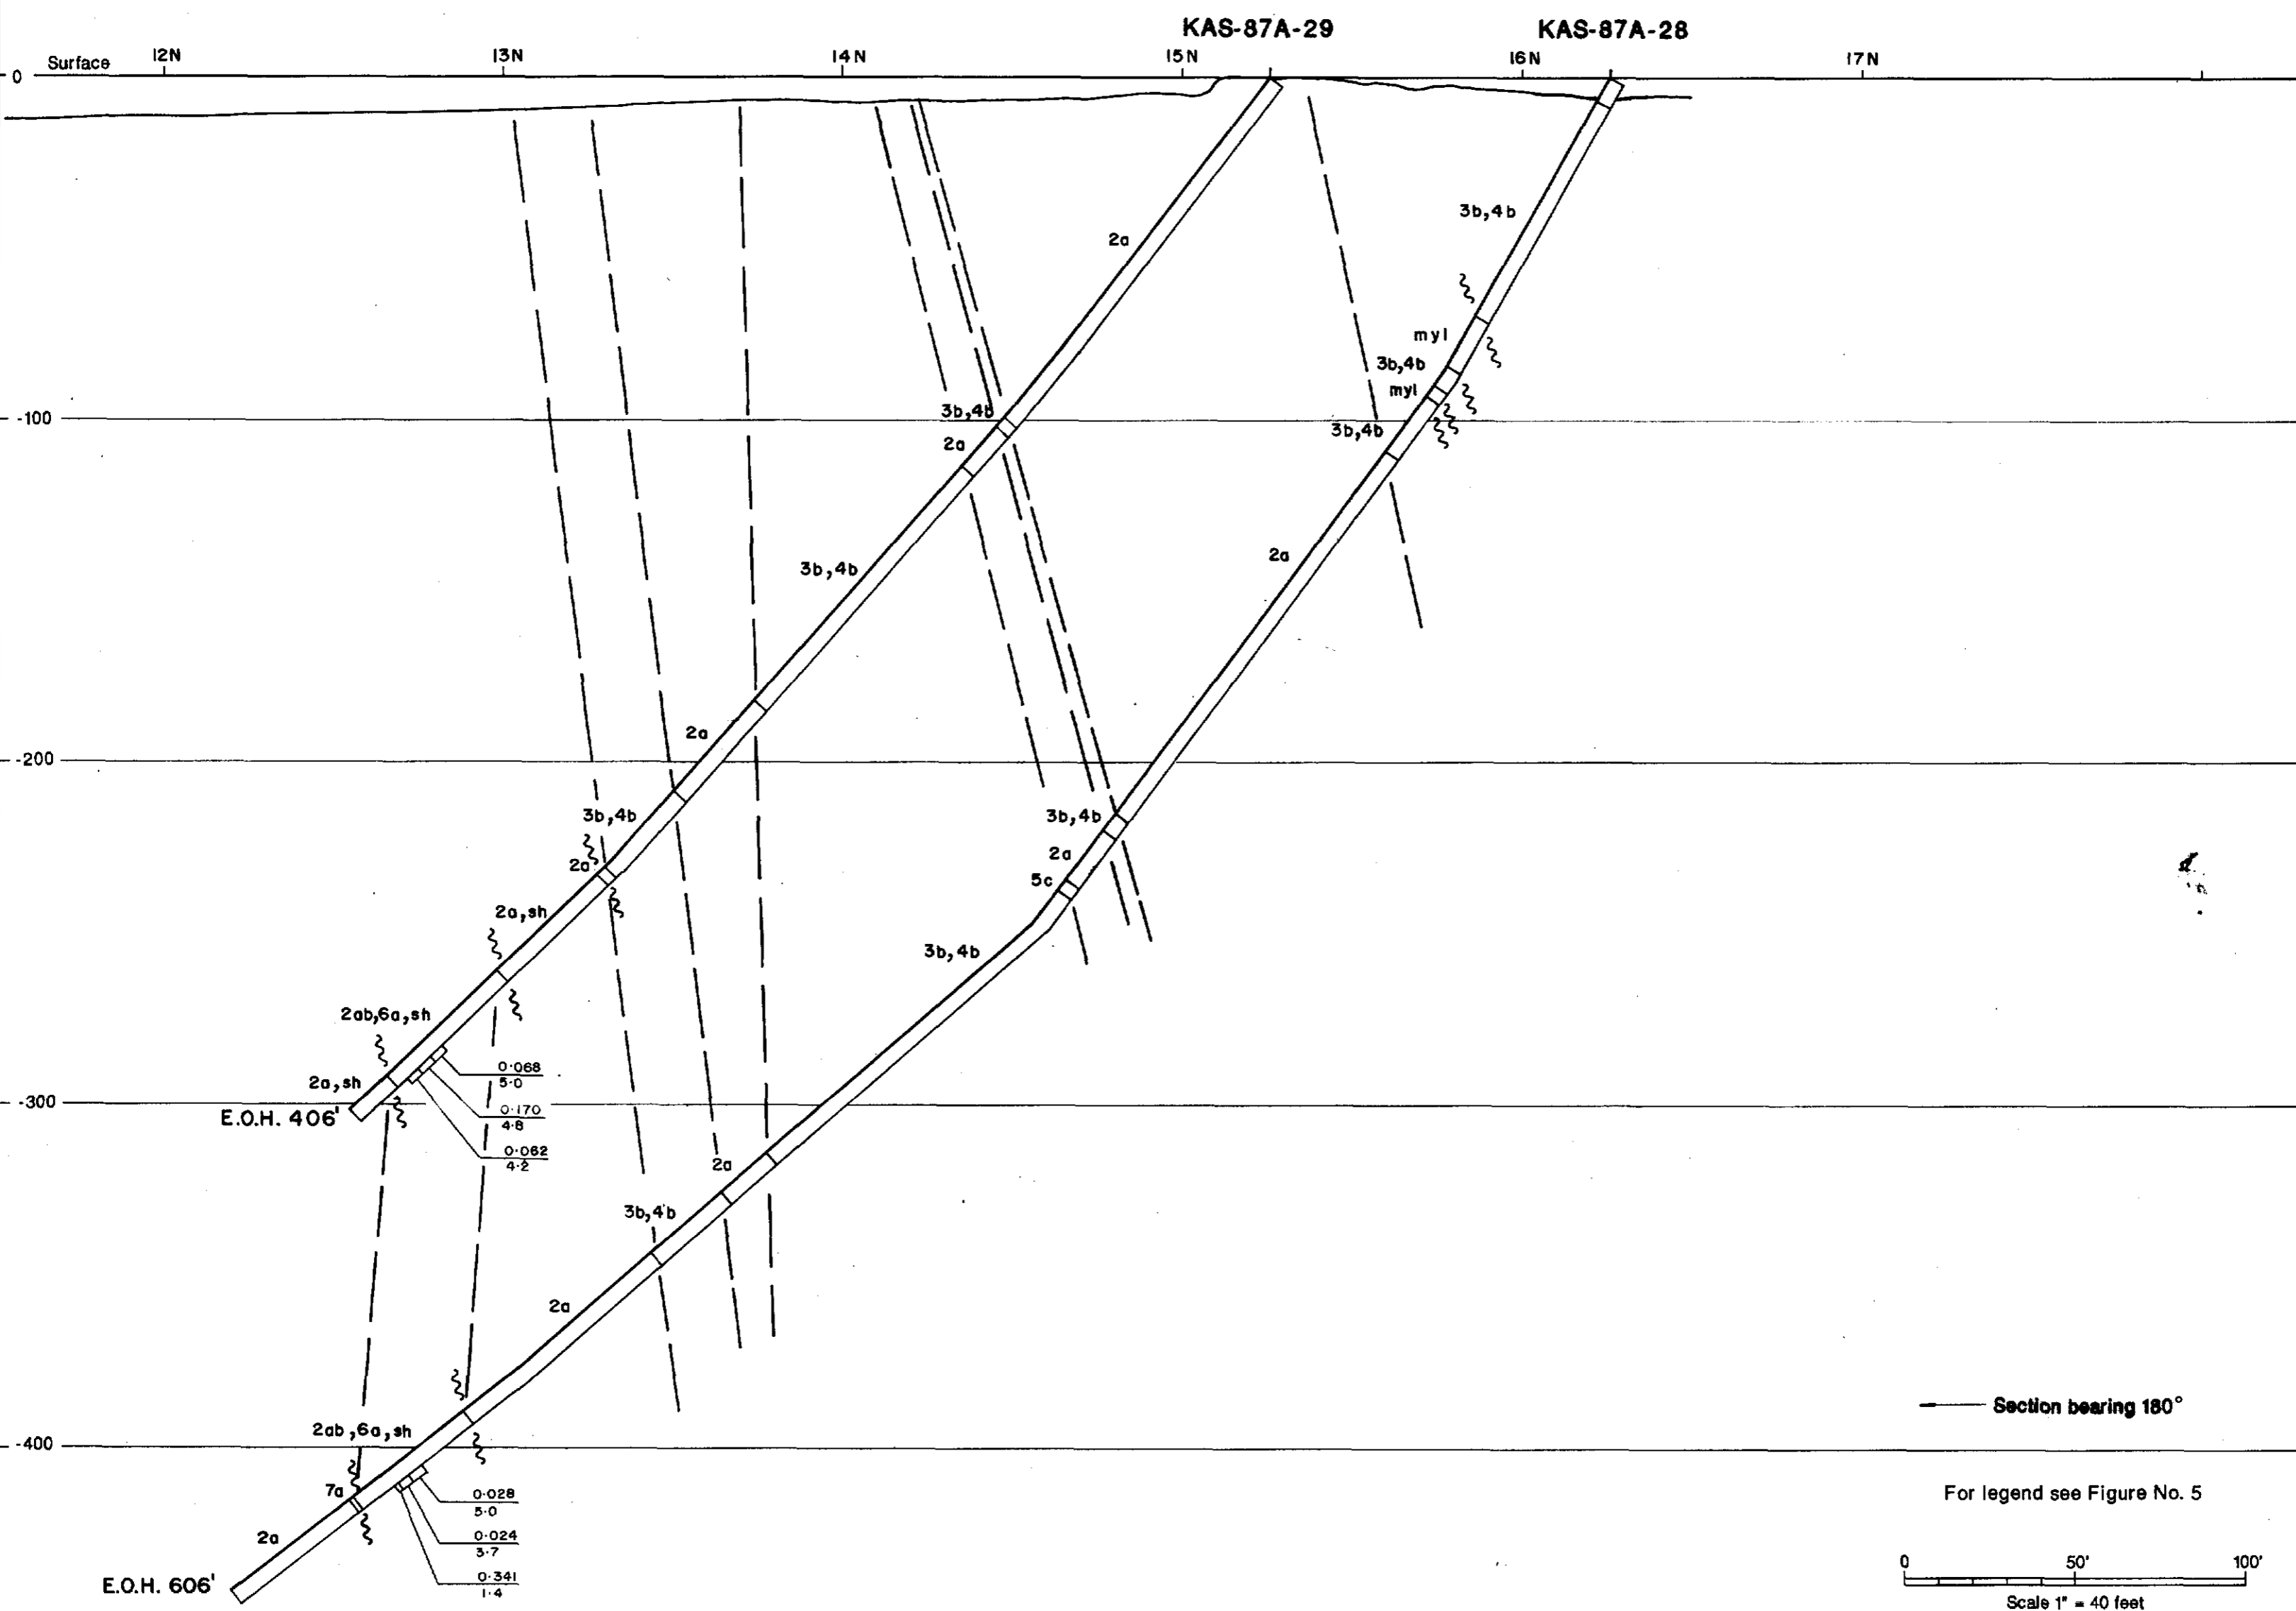 KAS-87A-29 KAS-87A-28
12N 13N 14N 15N 16N 17N
Surface
0
3b,4b
2a
myl
3b,4b
myl
-100
3b,4b
3b,4b
2a
2a
3b,4b
2a
-200
3b,4b
3b,4b
2a
2a
5c
2a,sh
3b,4b
2ab,6a,sh
0·068
5·0
2a,sh
-300
0·170
4·8
E.O.H. 406'
0·062
4·2
2a
3b,4b
2a
Section bearing 180°
2ab,6a,sh
-400
7a
0·028
5·0
For legend see Figure No. 5
2a
0·024
3·7
0 50' 100'
0·341
1·4
E.O.H. 606'
Scale 1" = 40 feet